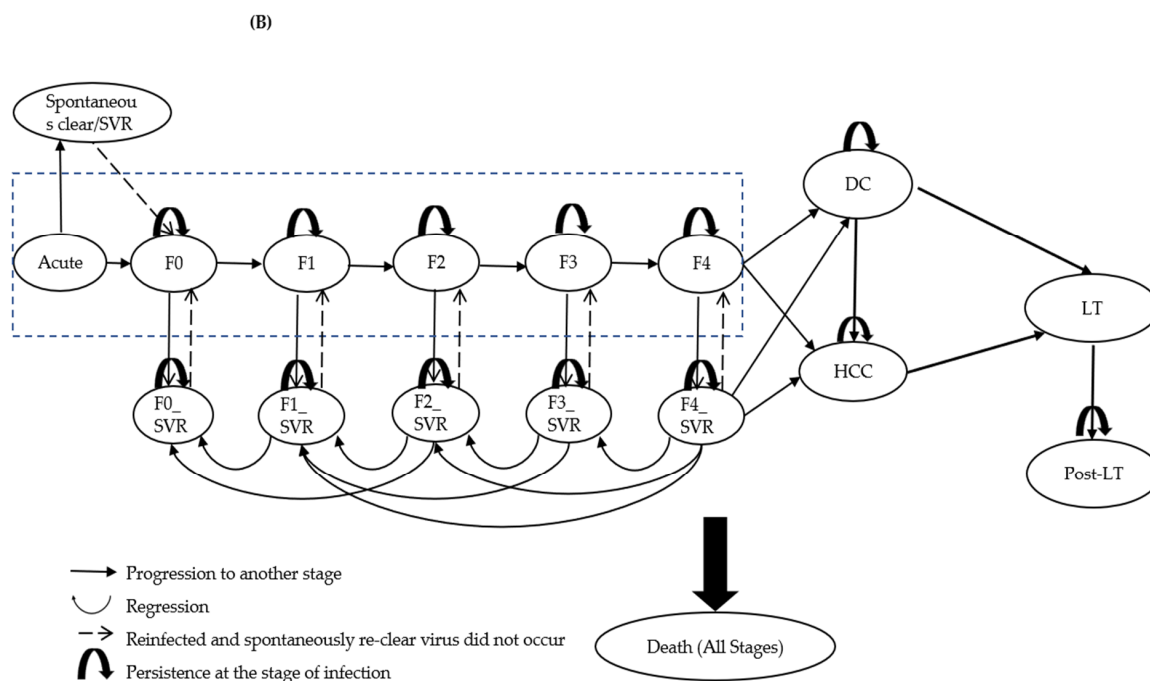 (B)
Spontaneou
s clear/SVR
DC
Acute
F0
F1
F2
F3
F4
LT
HCC
F0_
SVR
F1_
SVR
F2_
SVR
F3_
SVR
F4_
SVR
Post-LT
Progression to another stage
Regression
Reinfected and spontaneously re-clear virus did not occur
Persistence at the stage of infection
Death (All Stages)